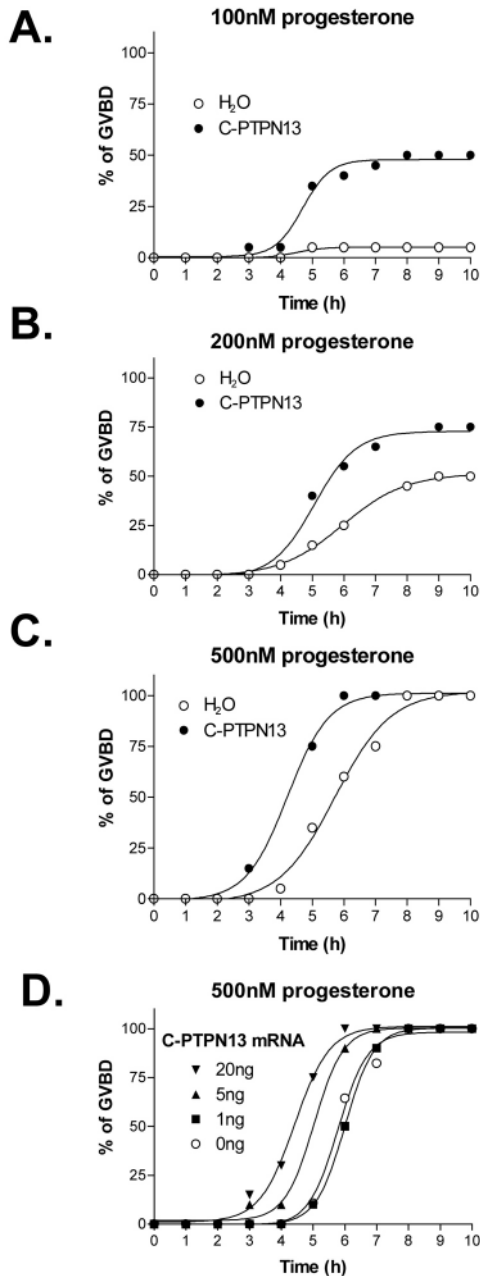 A.
100nM progesterone
100
75
50
25
0
% of GVBD
H₂O
C-PTPN13
0 1 2 3 4 5 6 7 8 9 10
Time (h)
B.
200nM progesterone
100
75
50
25
0
% of GVBD
H₂O
C-PTPN13
0 1 2 3 4 5 6 7 8 9 10
Time (h)
C.
500nM progesterone
100
75
50
25
0
% of GVBD
H₂O
C-PTPN13
0 1 2 3 4 5 6 7 8 9 10
Time (h)
D.
500nM progesterone
100
75
50
25
0
% of GVBD
C-PTPN13 mRNA
20ng
5ng
1ng
0ng
0 1 2 3 4 5 6 7 8 9 10
Time (h)